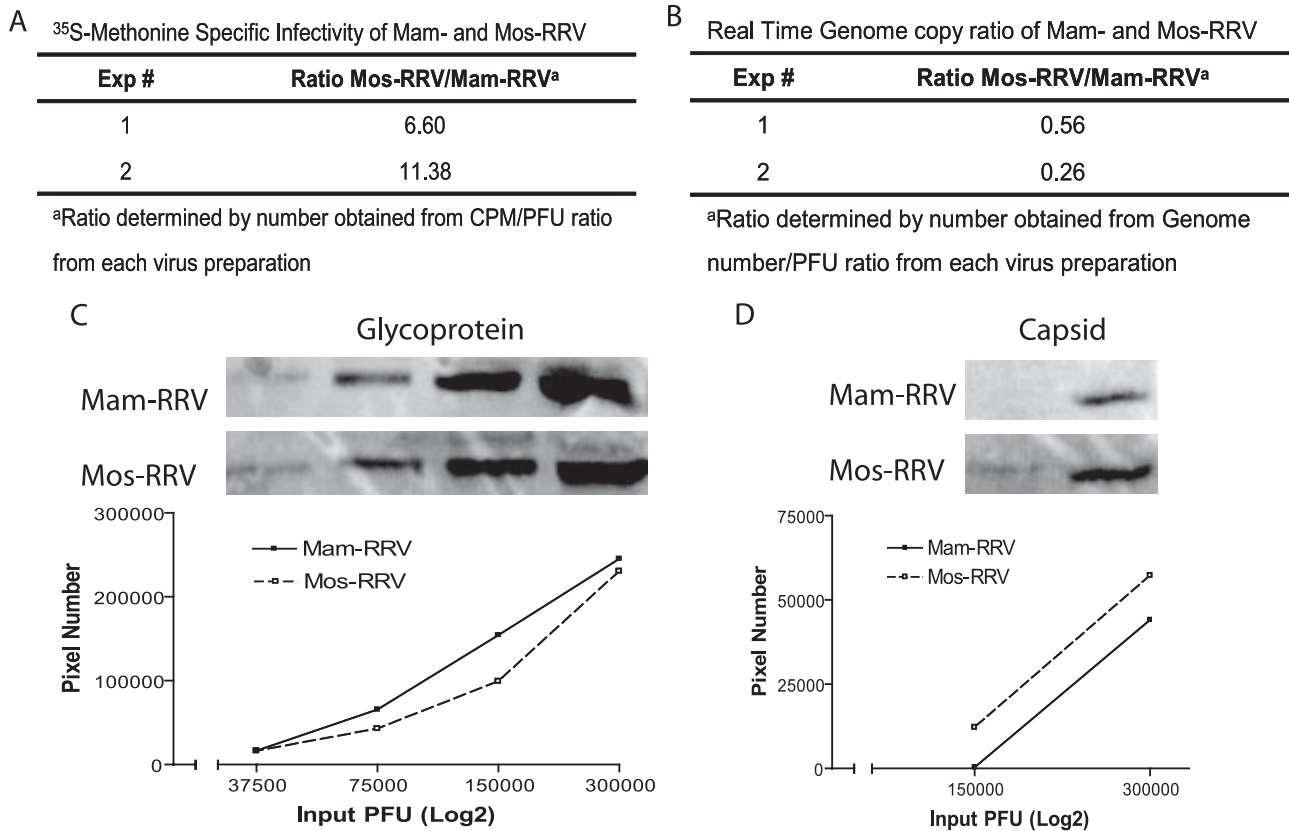 A
³⁵S-Methonine Specific Infectivity of Mam- and Mos-RRV
Exp # Ratio Mos-RRV/Mam-RRVᵃ
1 6.60
2 11.38
ᵃRatio determined by number obtained from CPM/PFU ratio
from each virus preparation
B
Real Time Genome copy ratio of Mam- and Mos-RRV
Exp # Ratio Mos-RRV/Mam-RRVᵃ
1 0.56
2 0.26
ᵃRatio determined by number obtained from Genome
number/PFU ratio from each virus preparation
C
Glycoprotein
Mam-RRV
Mos-RRV
300000
200000
100000
0
Pixel Number
Mam-RRV
Mos-RRV
37500 75000 150000 300000
Input PFU (Log2)
D
Capsid
Mam-RRV
Mos-RRV
75000
50000
25000
0
Pixel Number
Mam-RRV
Mos-RRV
150000 300000
Input PFU (Log2)